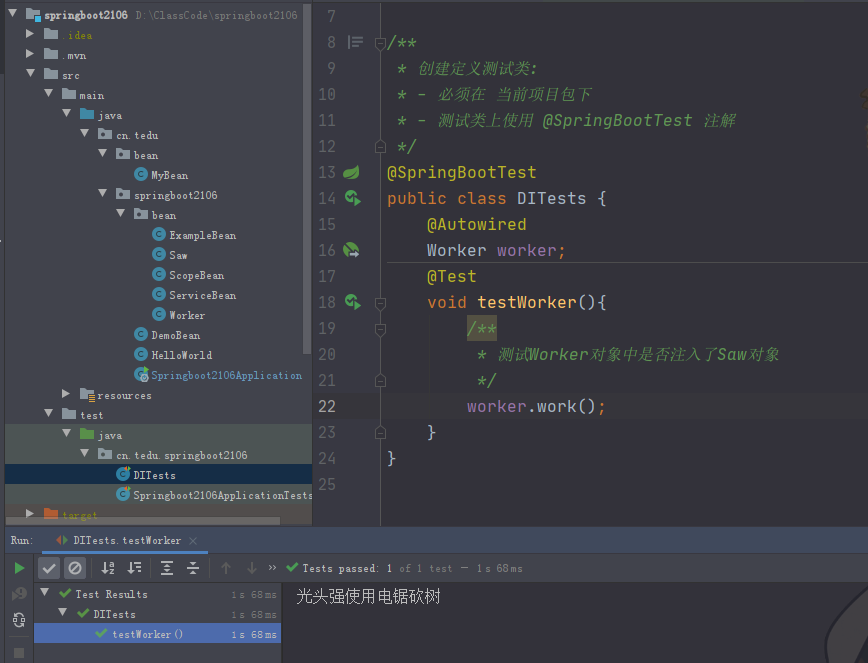 springboot2106 D:\ClassCode\springboot2106
.idea
.mvn
src
main
java
cn.tedu
bean
MyBean
springboot2106
bean
ExampleBean
Saw
ScopeBean
ServiceBean
Worker
DemoBean
HelloWorld
Springboot2106Application
resources
test
java
cn.tedu.springboot2106
DITests
Springboot2106ApplicationTests
target
7
8 /**
9 * 创建定义测试类:
10 * - 必须在 当前项目包下
11 * - 测试类上使用 @SpringBootTest 注解
12 */
13 @SpringBootTest
14 public class DITests {
15 @Autowired
16 Worker worker;
17 @Test
18 void testWorker(){
19 /**
20 * 测试Worker对象中是否注入了Saw对象
21 */
22 worker.work();
23 }
24 }
25
Run: DITests.testWorker ×
» Tests passed: 1 of 1 test – 1 s 68 ms
Test Results 1 s 68 ms
DITests 1 s 68 ms
testWorker() 1 s 68 ms
光头强使用电锯砍树